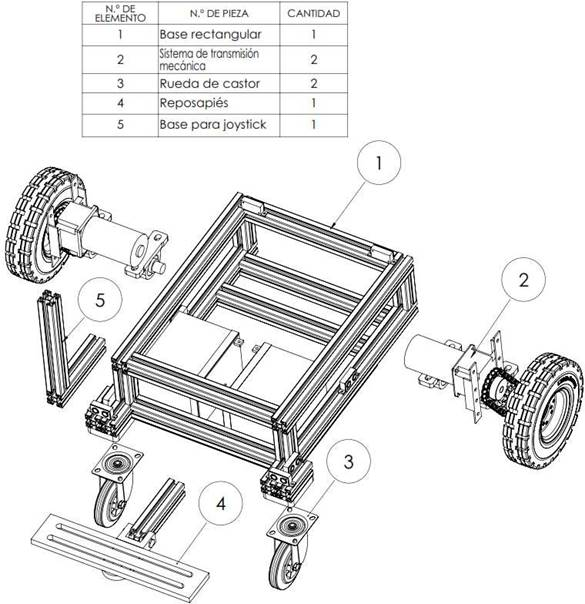 N.º DE ELEMENTO N.º DE PIEZA CANTIDAD
1 Base rectangular 1
2 Sistema de transmisión mecánica 2
3 Rueda de castor 2
4 Reposapiés 1
5 Base para joystick 1
1
2
5
3
4